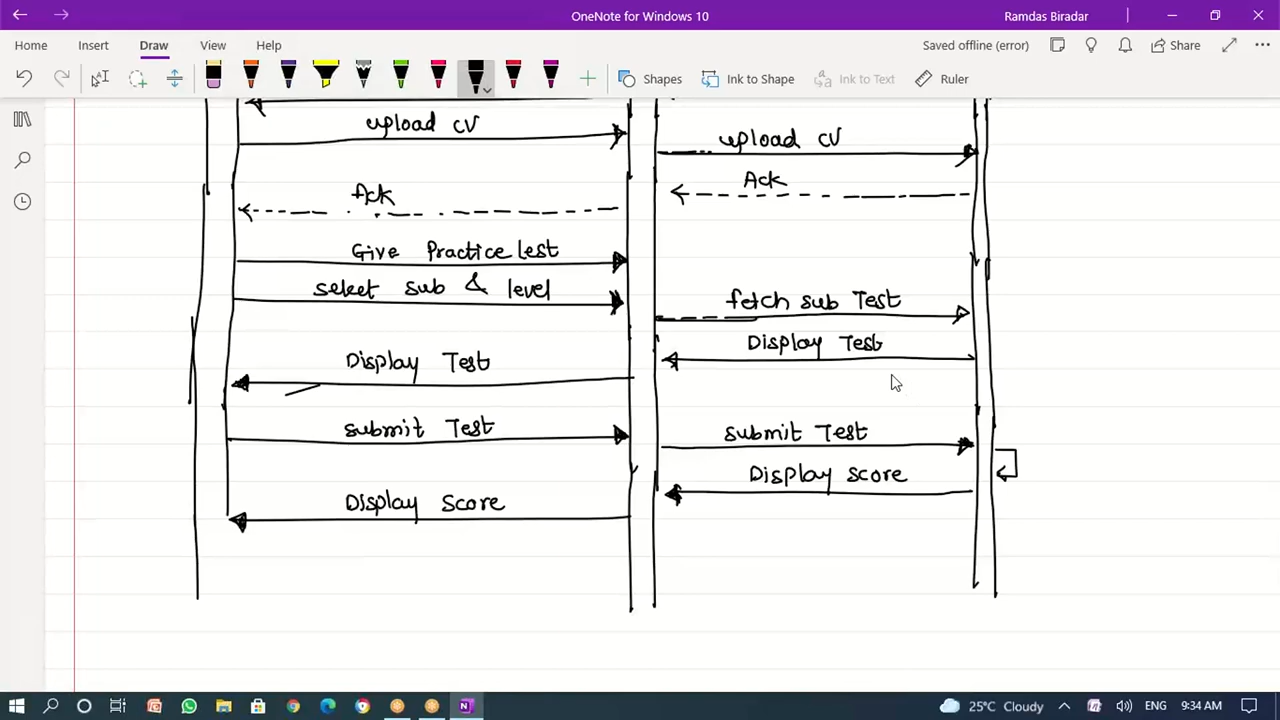 OneNote for Windows 10
Ramdas Biradar
Home Insert Draw View Help
Saved offline (error)
Share
Shapes
Ink to Shape
Ink to Text
Ruler
upload CV
upload CV
Ack
Ack
Give Practice Test
select sub & level
fetch sub Test
Display Test
Display Test
submit Test
submit Test
Display score
Display Score
25°C Cloudy
ENG
9:34 AM